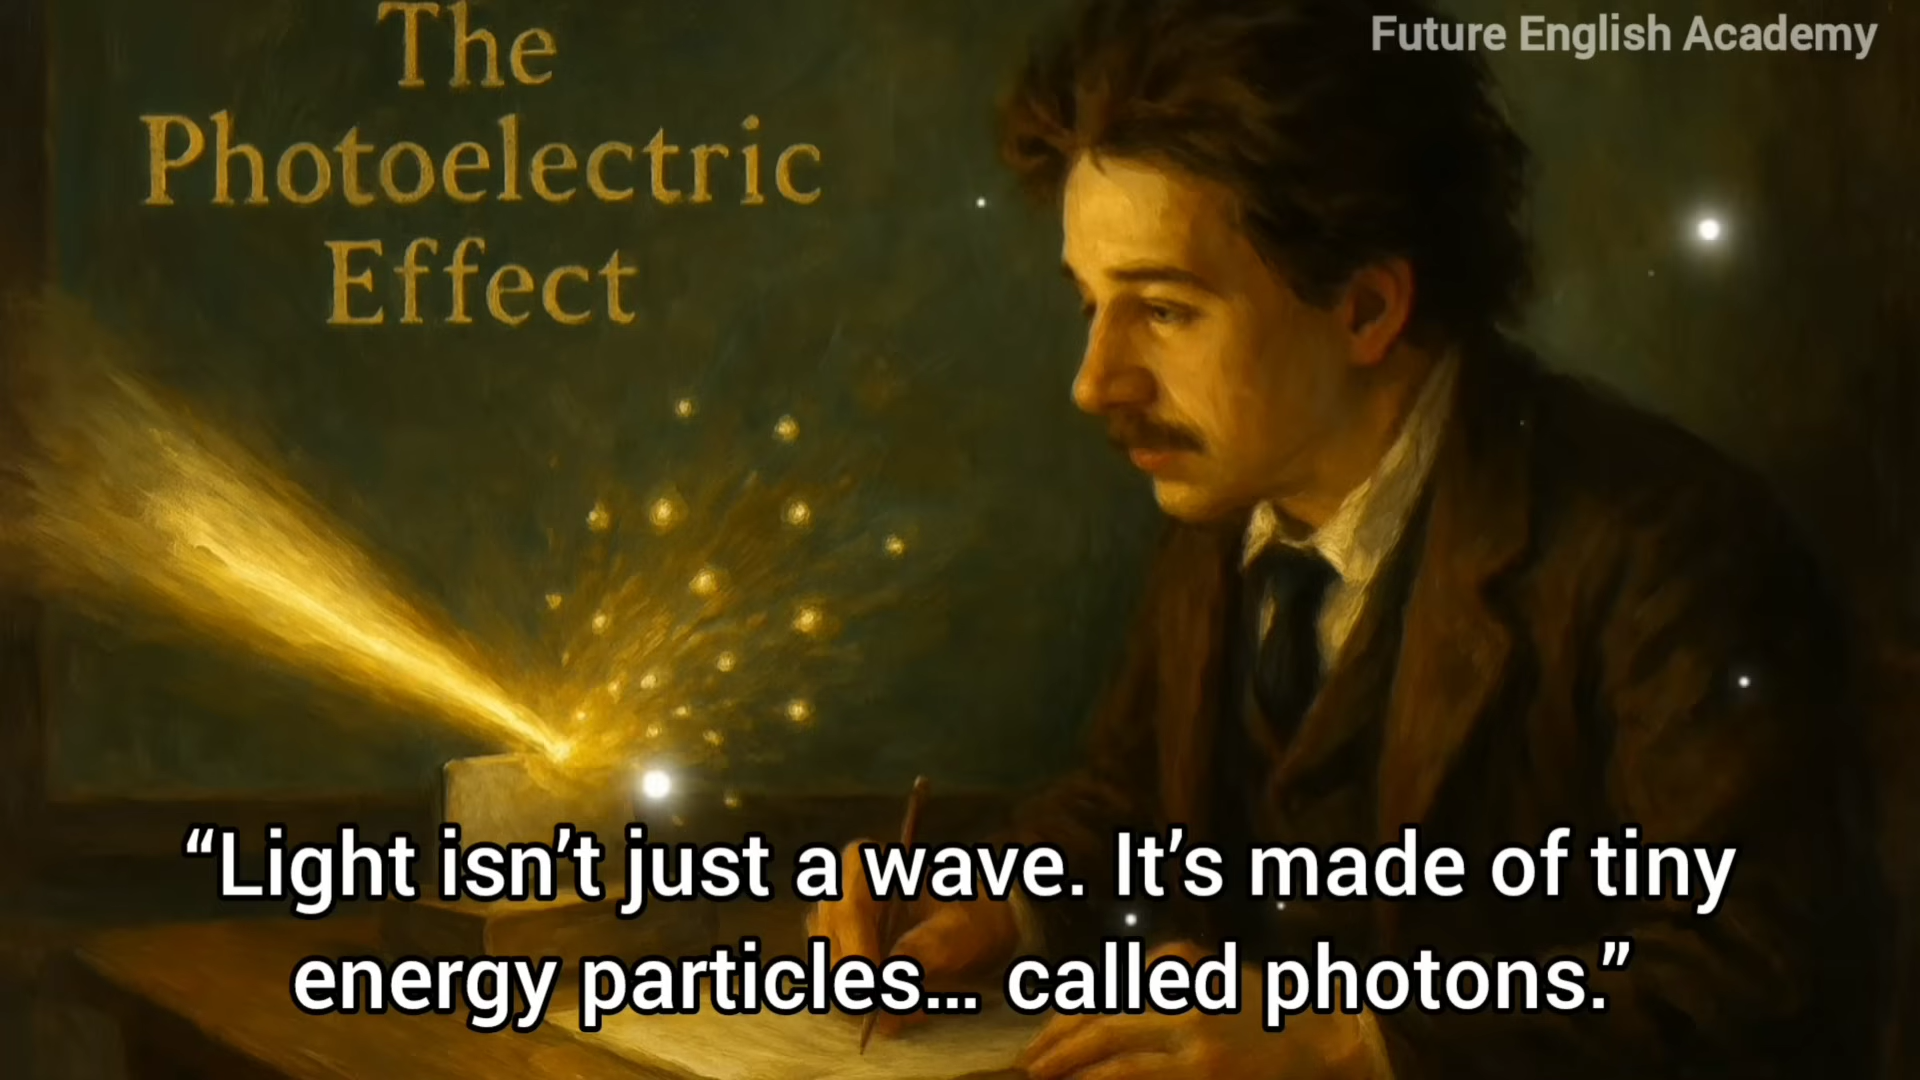 The
Photoelectric
Effect
Future English Academy
“Light isn’t just a wave. It’s made of tiny
energy particles... called photons.”